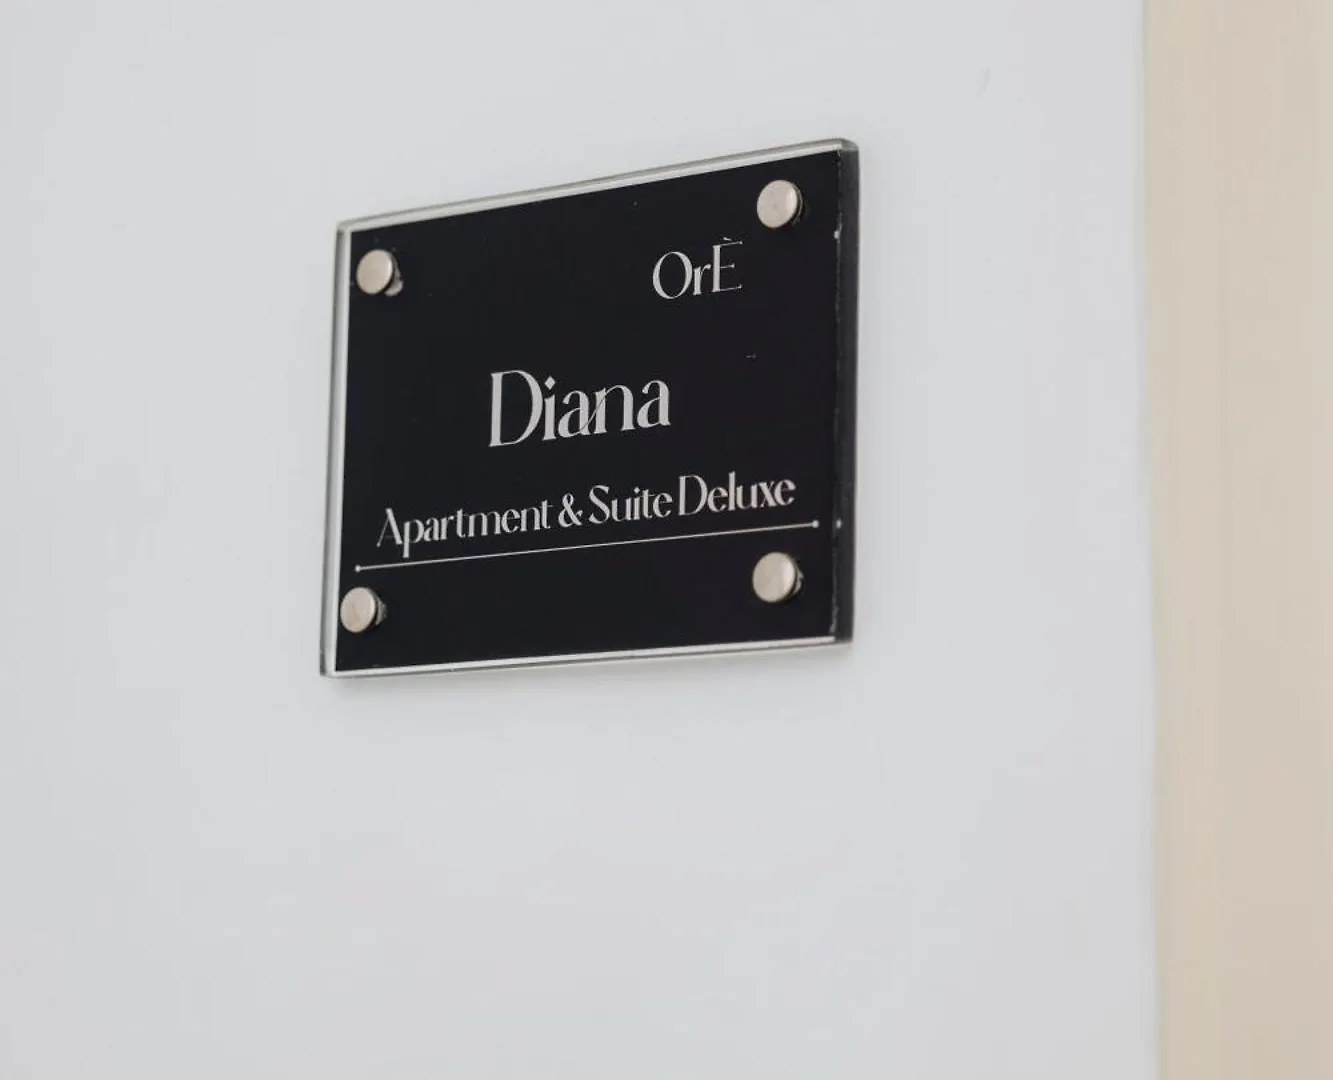 OrÈ
Diana
Apartment & Suite Deluxe